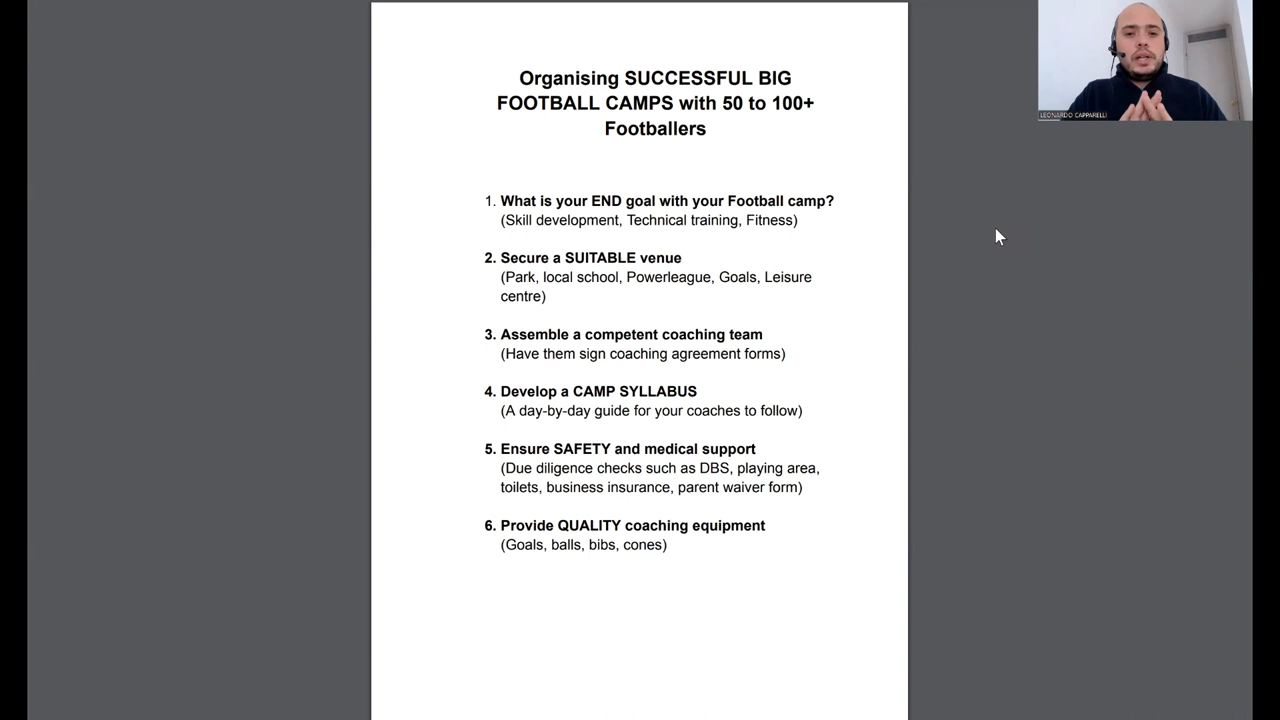 Organising SUCCESSFUL BIG
FOOTBALL CAMPS with 50 to 100+
Footballers
1. What is your END goal with your Football camp?
(Skill development, Technical training, Fitness)
2. Secure a SUITABLE venue
(Park, local school, Powerleague, Goals, Leisure
centre)
3. Assemble a competent coaching team
(Have them sign coaching agreement forms)
4. Develop a CAMP SYLLABUS
(A day-by-day guide for your coaches to follow)
5. Ensure SAFETY and medical support
(Due diligence checks such as DBS, playing area,
toilets, business insurance, parent waiver form)
6. Provide QUALITY coaching equipment
(Goals, balls, bibs, cones)
LEONARDO CAPPARELLI